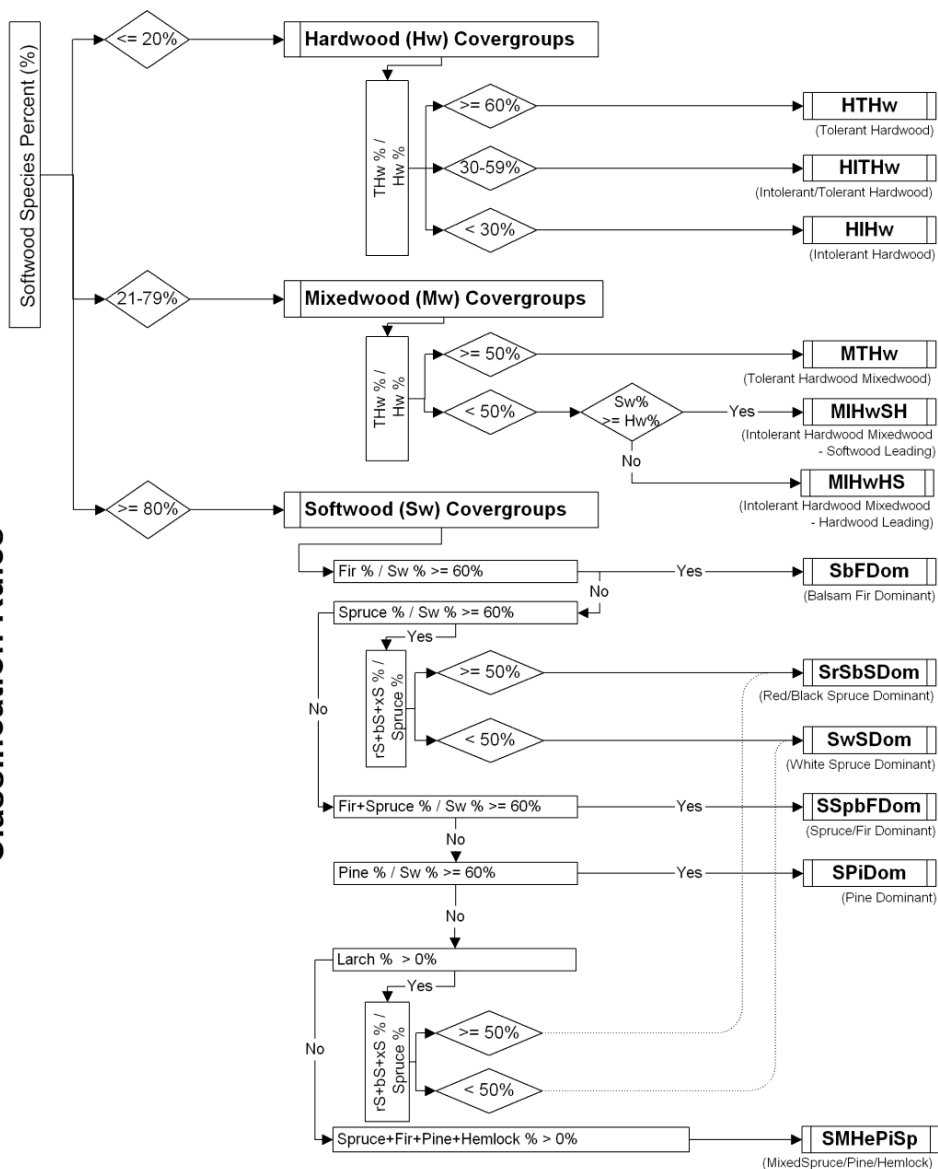 Softwood Species Percent (%)
<= 20%
Hardwood (Hw) Covergroups
THw % /
Hw %
>= 60%
HTHw
(Tolerant Hardwood)
30-59%
HITHw
(Intolerant/Tolerant Hardwood)
< 30%
HIHw
(Intolerant Hardwood)
21-79%
Mixedwood (Mw) Covergroups
THw % /
Hw %
>= 50%
MTHw
(Tolerant Hardwood Mixedwood)
< 50%
Sw%
>= Hw%
Yes
MIHwSH
(Intolerant Hardwood Mixedwood
- Softwood Leading)
No
MIHwHS
(Intolerant Hardwood Mixedwood
- Hardwood Leading)
>= 80%
Softwood (Sw) Covergroups
Fir % / Sw % >= 60%
Yes
SbFDom
(Balsam Fir Dominant)
No
Spruce % / Sw % >= 60%
Yes
rS+bS+xS % /
Spruce %
>= 50%
SrSbSDom
(Red/Black Spruce Dominant)
No
< 50%
SwSDom
(White Spruce Dominant)
Fir+Spruce % / Sw % >= 60%
Yes
SSpbFDom
(Spruce/Fir Dominant)
No
Pine % / Sw % >= 60%
Yes
SPiDom
(Pine Dominant)
No
Larch % > 0%
Yes
rS+bS+xS % /
Spruce %
>= 50%
No
< 50%
Spruce+Fir+Pine+Hemlock % > 0%
SMHePiSp
(MixedSpruce/Pine/Hemlock)